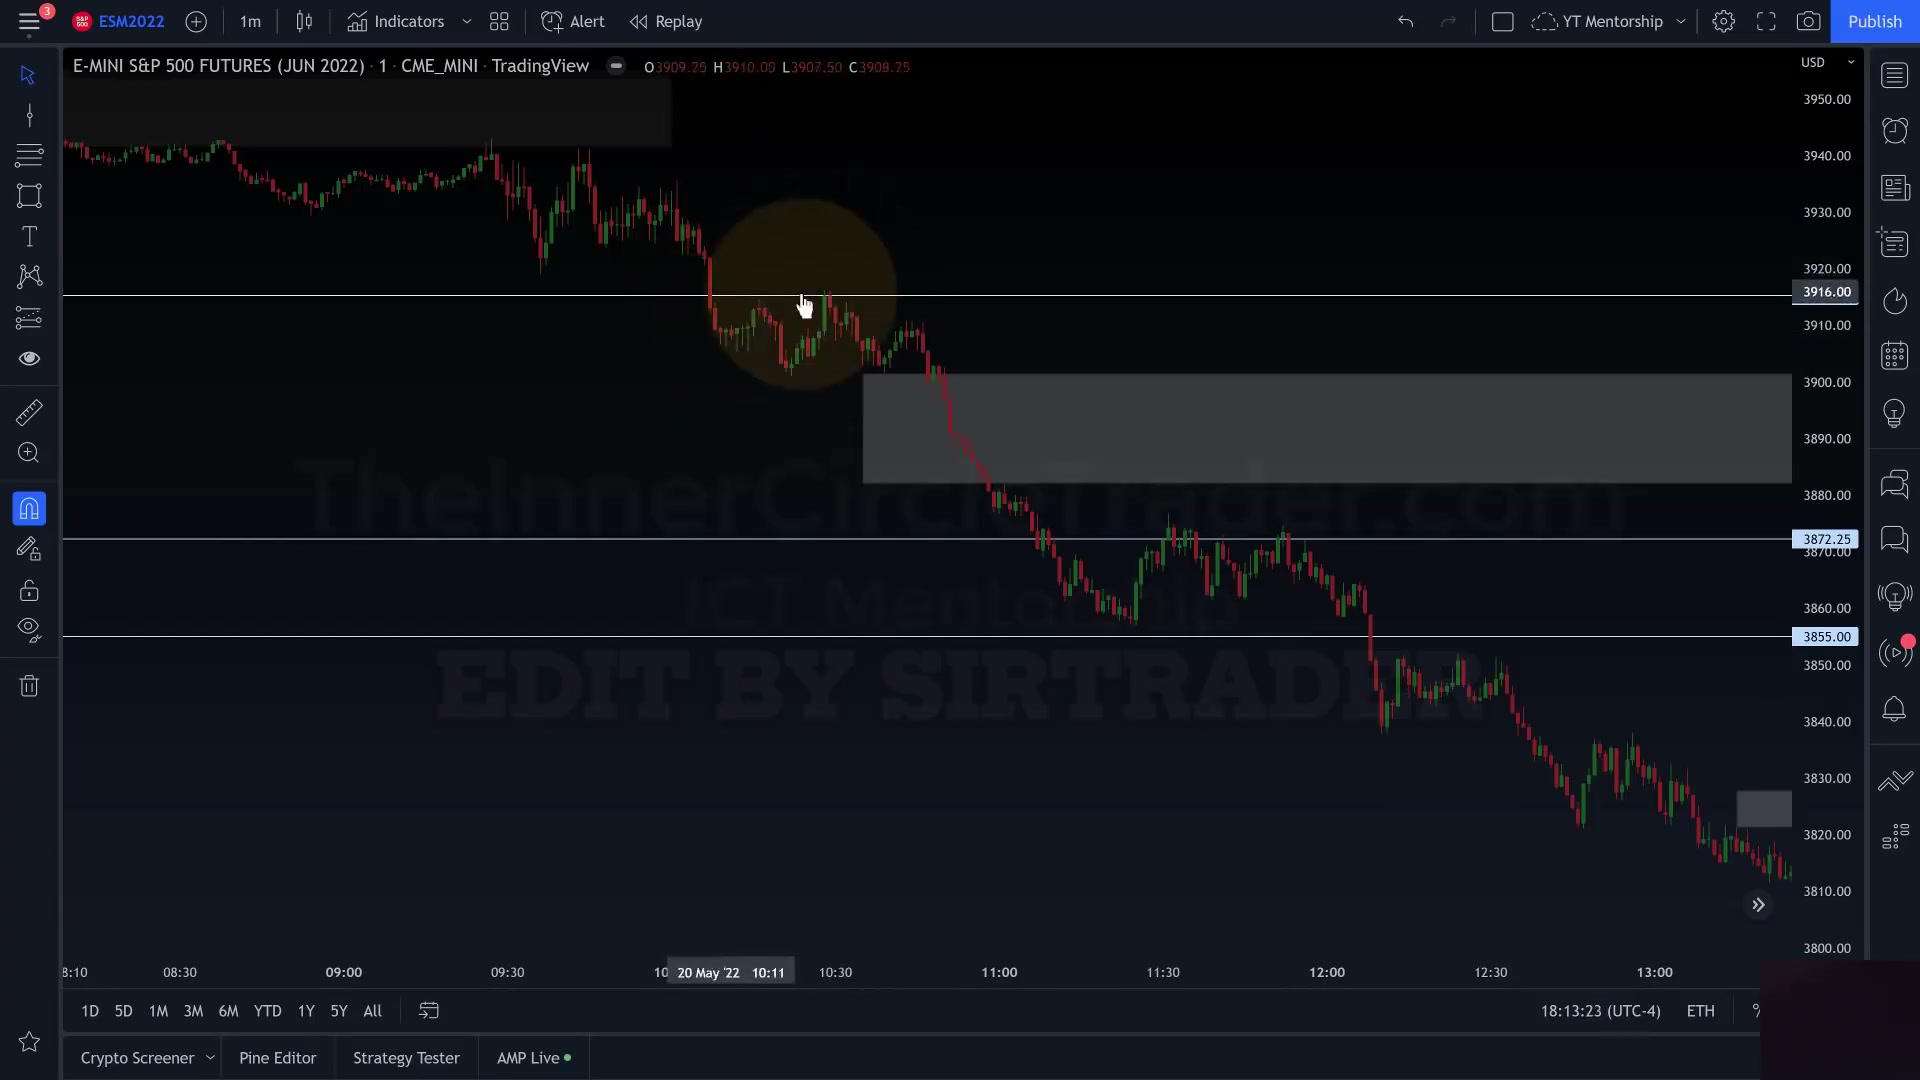 3
S&P 500 ESM2022 1m Indicators Alert Replay YT Mentorship Publish
E-MINI S&P 500 FUTURES (JUN 2022) · 1 · CME_MINI · TradingView O3909.25 H3910.00 L3907.50 C3908.75
USD
3950.00
3940.00
3930.00
3920.00
3916.00
3910.00
3900.00
3890.00
3880.00
3872.25
3870.00
3860.00
3855.00
3850.00
3840.00
3830.00
3820.00
3810.00
3800.00
TheInnerCircleTrader.com
ICT Mentorship
EDIT BY SIRTRADER
8:10 08:30 09:00 09:30 10 20 May '22 10:11 10:30 11:00 11:30 12:00 12:30 13:00
1D 5D 1M 3M 6M YTD 1Y 5Y All 18:13:23 (UTC-4) ETH %
Crypto Screener Pine Editor Strategy Tester AMP Live